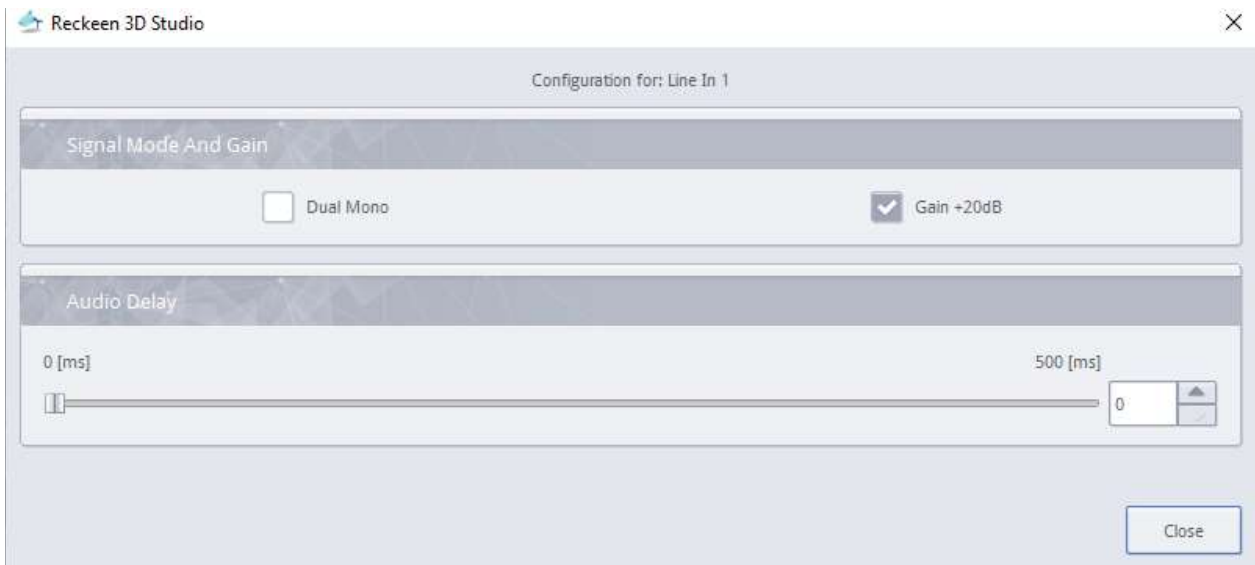 Reckeen 3D Studio
Configuration for: Line In 1
Signal Mode And Gain
Dual Mono Gain +20dB
Audio Delay
0 [ms] 500 [ms]
0
Close